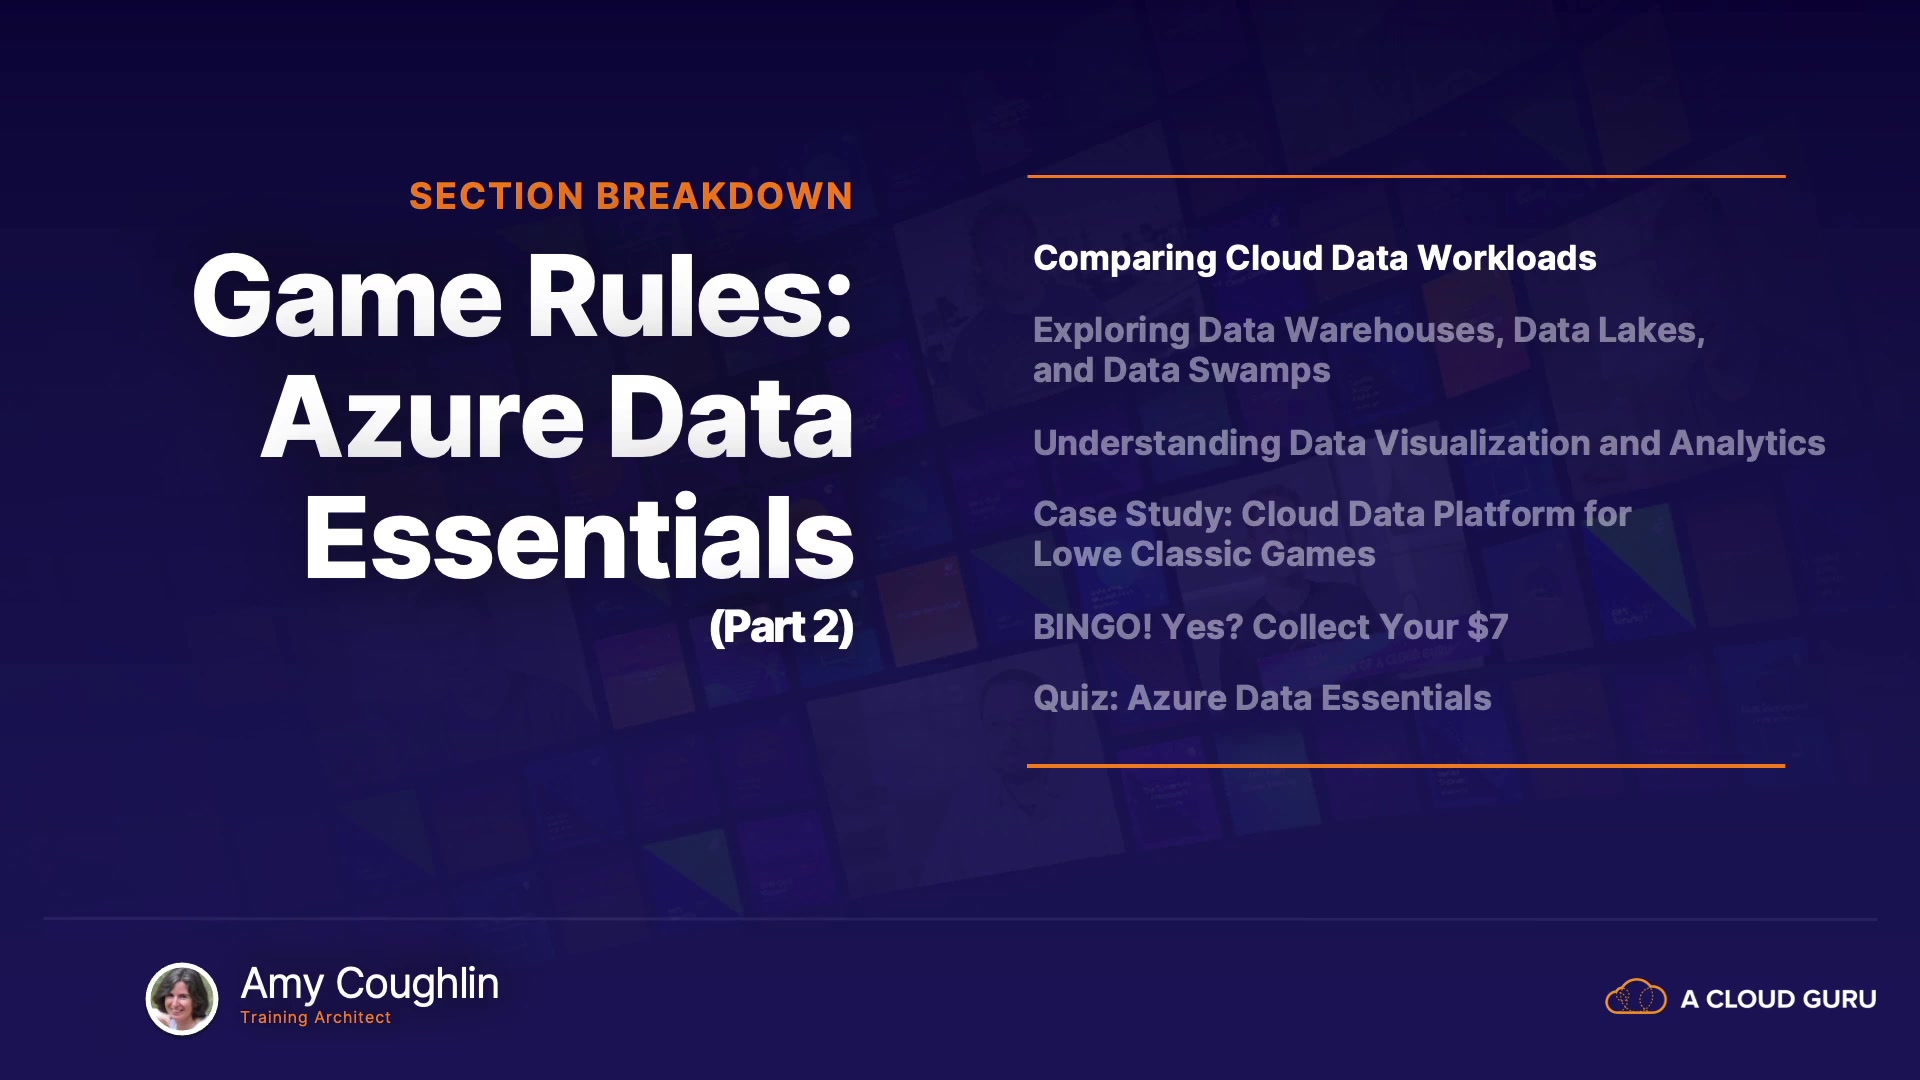 SECTION BREAKDOWN
Game Rules:
Azure Data
Essentials
(Part 2)
Comparing Cloud Data Workloads
Exploring Data Warehouses, Data Lakes,
and Data Swamps
Understanding Data Visualization and Analytics
Case Study: Cloud Data Platform for
Lowe Classic Games
BINGO! Yes? Collect Your $7
Quiz: Azure Data Essentials
Amy Coughlin
Training Architect
A CLOUD GURU